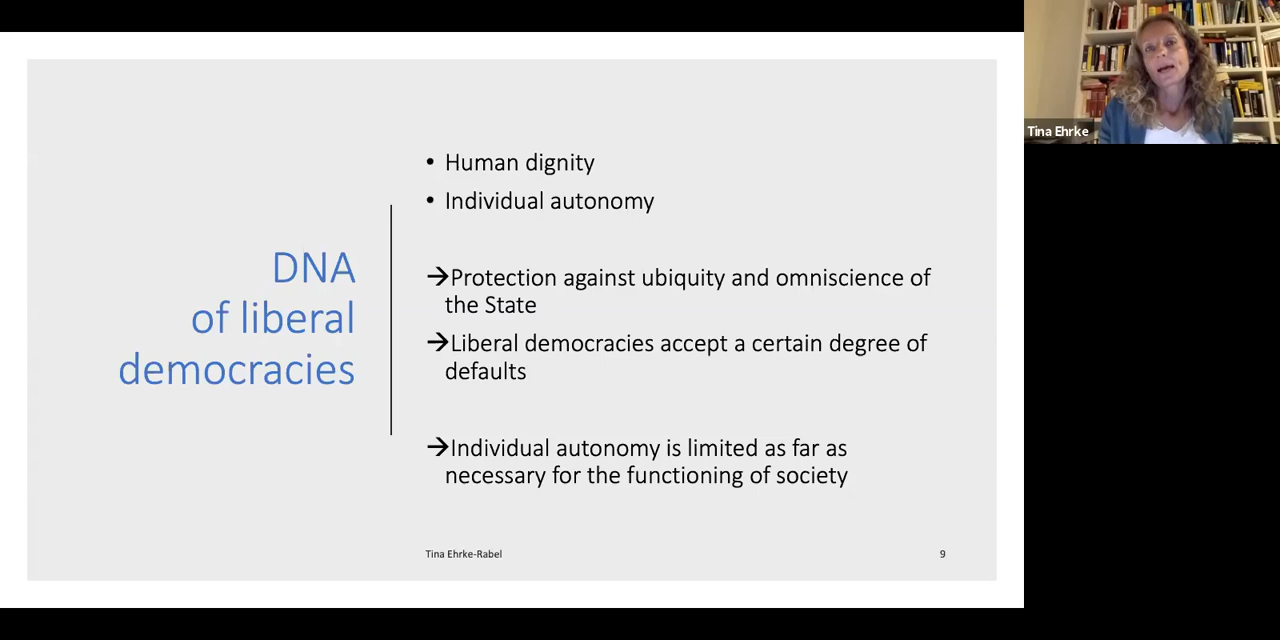 DNA
of liberal
democracies
• Human dignity
• Individual autonomy
→Protection against ubiquity and omniscience of
the State
→Liberal democracies accept a certain degree of
defaults
→Individual autonomy is limited as far as
necessary for the functioning of society
Tina Ehrke-Rabel
9
Tina Ehrke